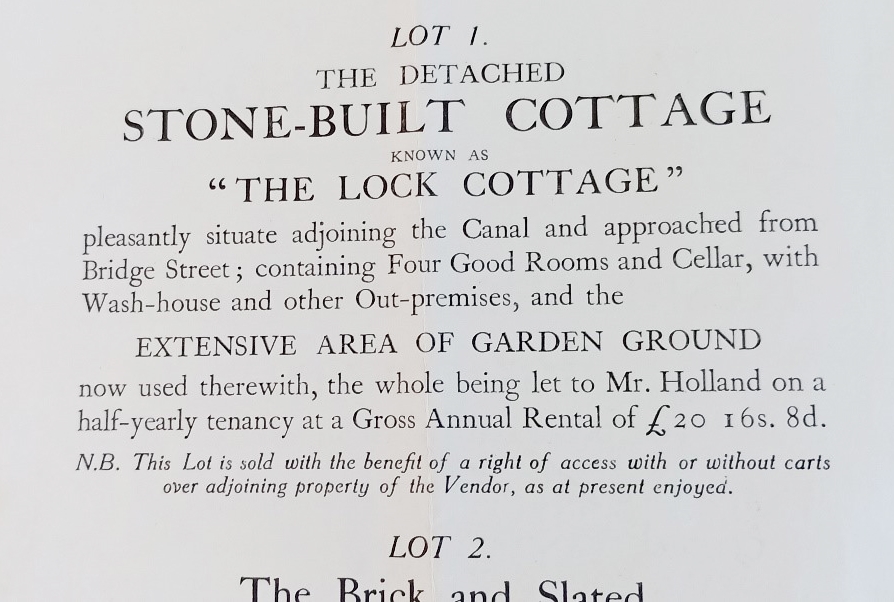 LOT 1.
THE DETACHED
STONE-BUILT COTTAGE
KNOWN AS
“THE LOCK COTTAGE”
pleasantly situate adjoining the Canal and approached from
Bridge Street; containing Four Good Rooms and Cellar, with
Wash-house and other Out-premises, and the
EXTENSIVE AREA OF GARDEN GROUND
now used therewith, the whole being let to Mr. Holland on a
half-yearly tenancy at a Gross Annual Rental of £20 16s. 8d.
N.B. This Lot is sold with the benefit of a right of access with or without carts
over adjoining property of the Vendor, as at present enjoyed.
LOT 2.
The Brick and Slated